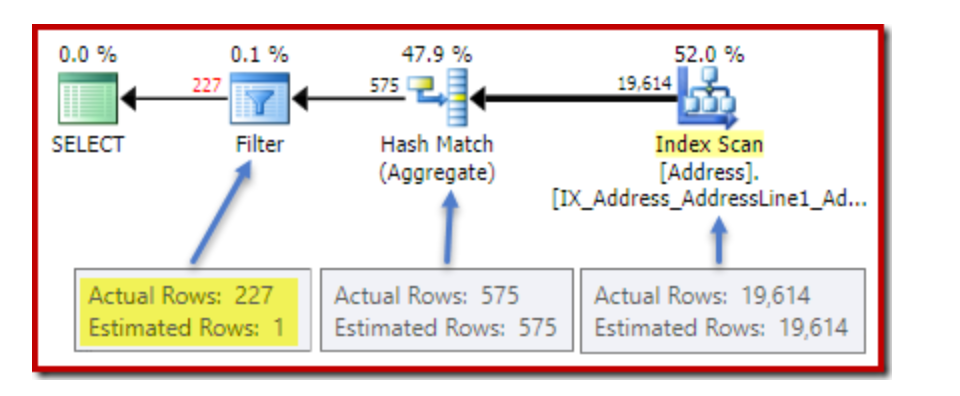 0.0 %
0.1 %
47.9 %
52.0 %
227
575
19,614
SELECT
Filter
Hash Match
(Aggregate)
Index Scan
[Address].
[IX_Address_AddressLine1_Ad...
Actual Rows: 227
Estimated Rows: 1
Actual Rows: 575
Estimated Rows: 575
Actual Rows: 19,614
Estimated Rows: 19,614